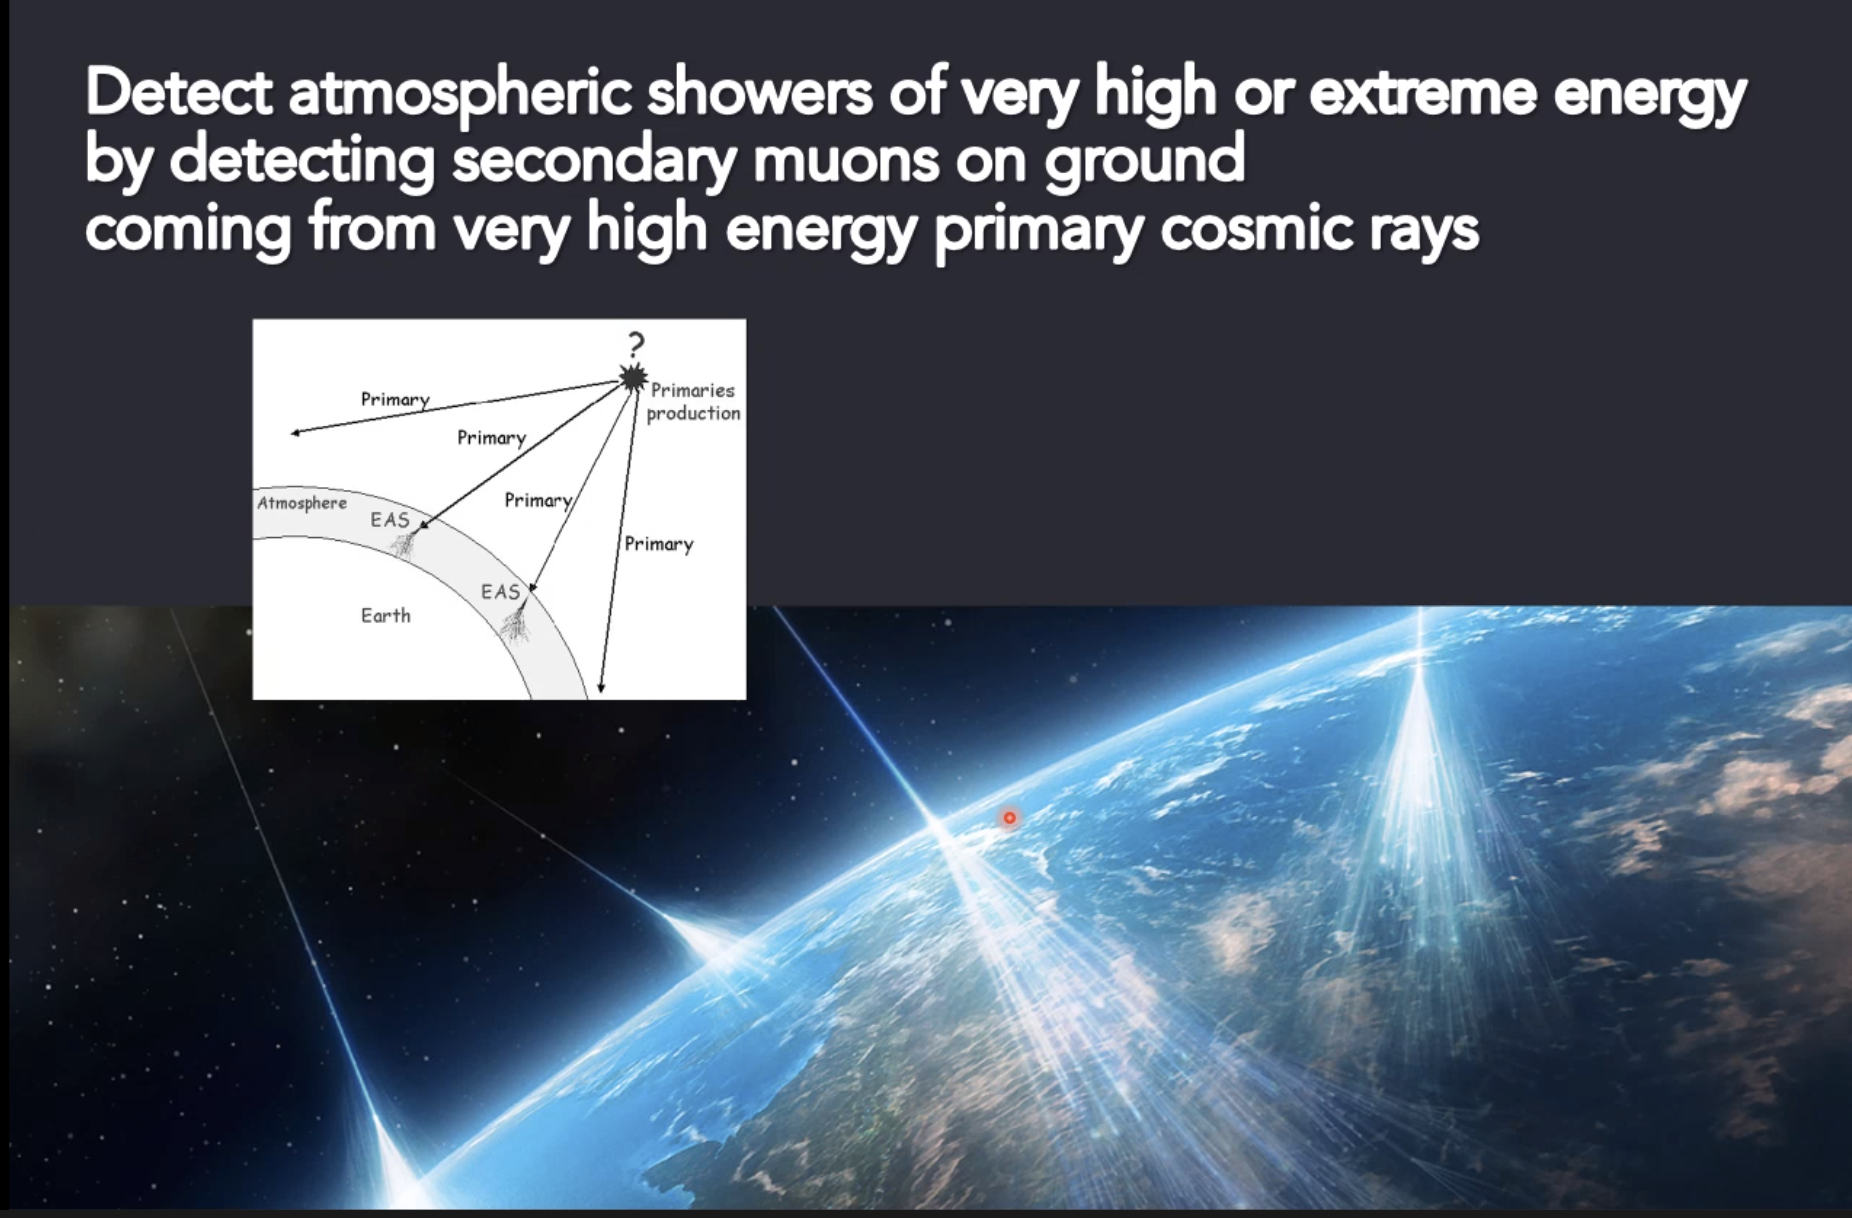 Detect atmospheric showers of very high or extreme energy
by detecting secondary muons on ground
coming from very high energy primary cosmic rays
?
Primaries
production
Primary
Primary
Primary
Primary
Atmosphere
EAS
EAS
Earth